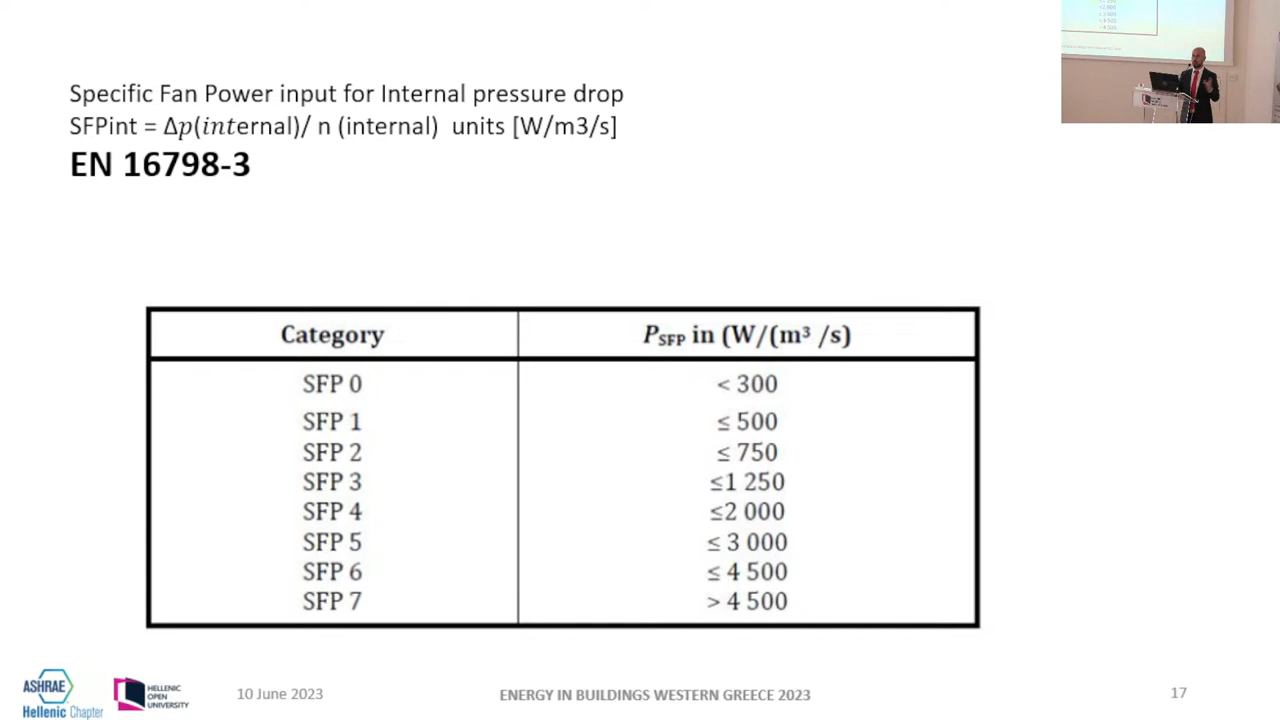 Specific Fan Power input for Internal pressure drop
SFPint = Δp(internal)/ n (internal)  units [W/m3/s]
EN 16798-3
Category P_SFP in (W/(m³ /s)
SFP 0 < 300
SFP 1 ≤ 500
SFP 2 ≤ 750
SFP 3 ≤1 250
SFP 4 ≤2 000
SFP 5 ≤ 3 000
SFP 6 ≤ 4 500
SFP 7 > 4 500
ASHRAE
Hellenic Chapter
HELLENIC
OPEN
UNIVERSITY
10 June 2023
ENERGY IN BUILDINGS WESTERN GREECE 2023
17